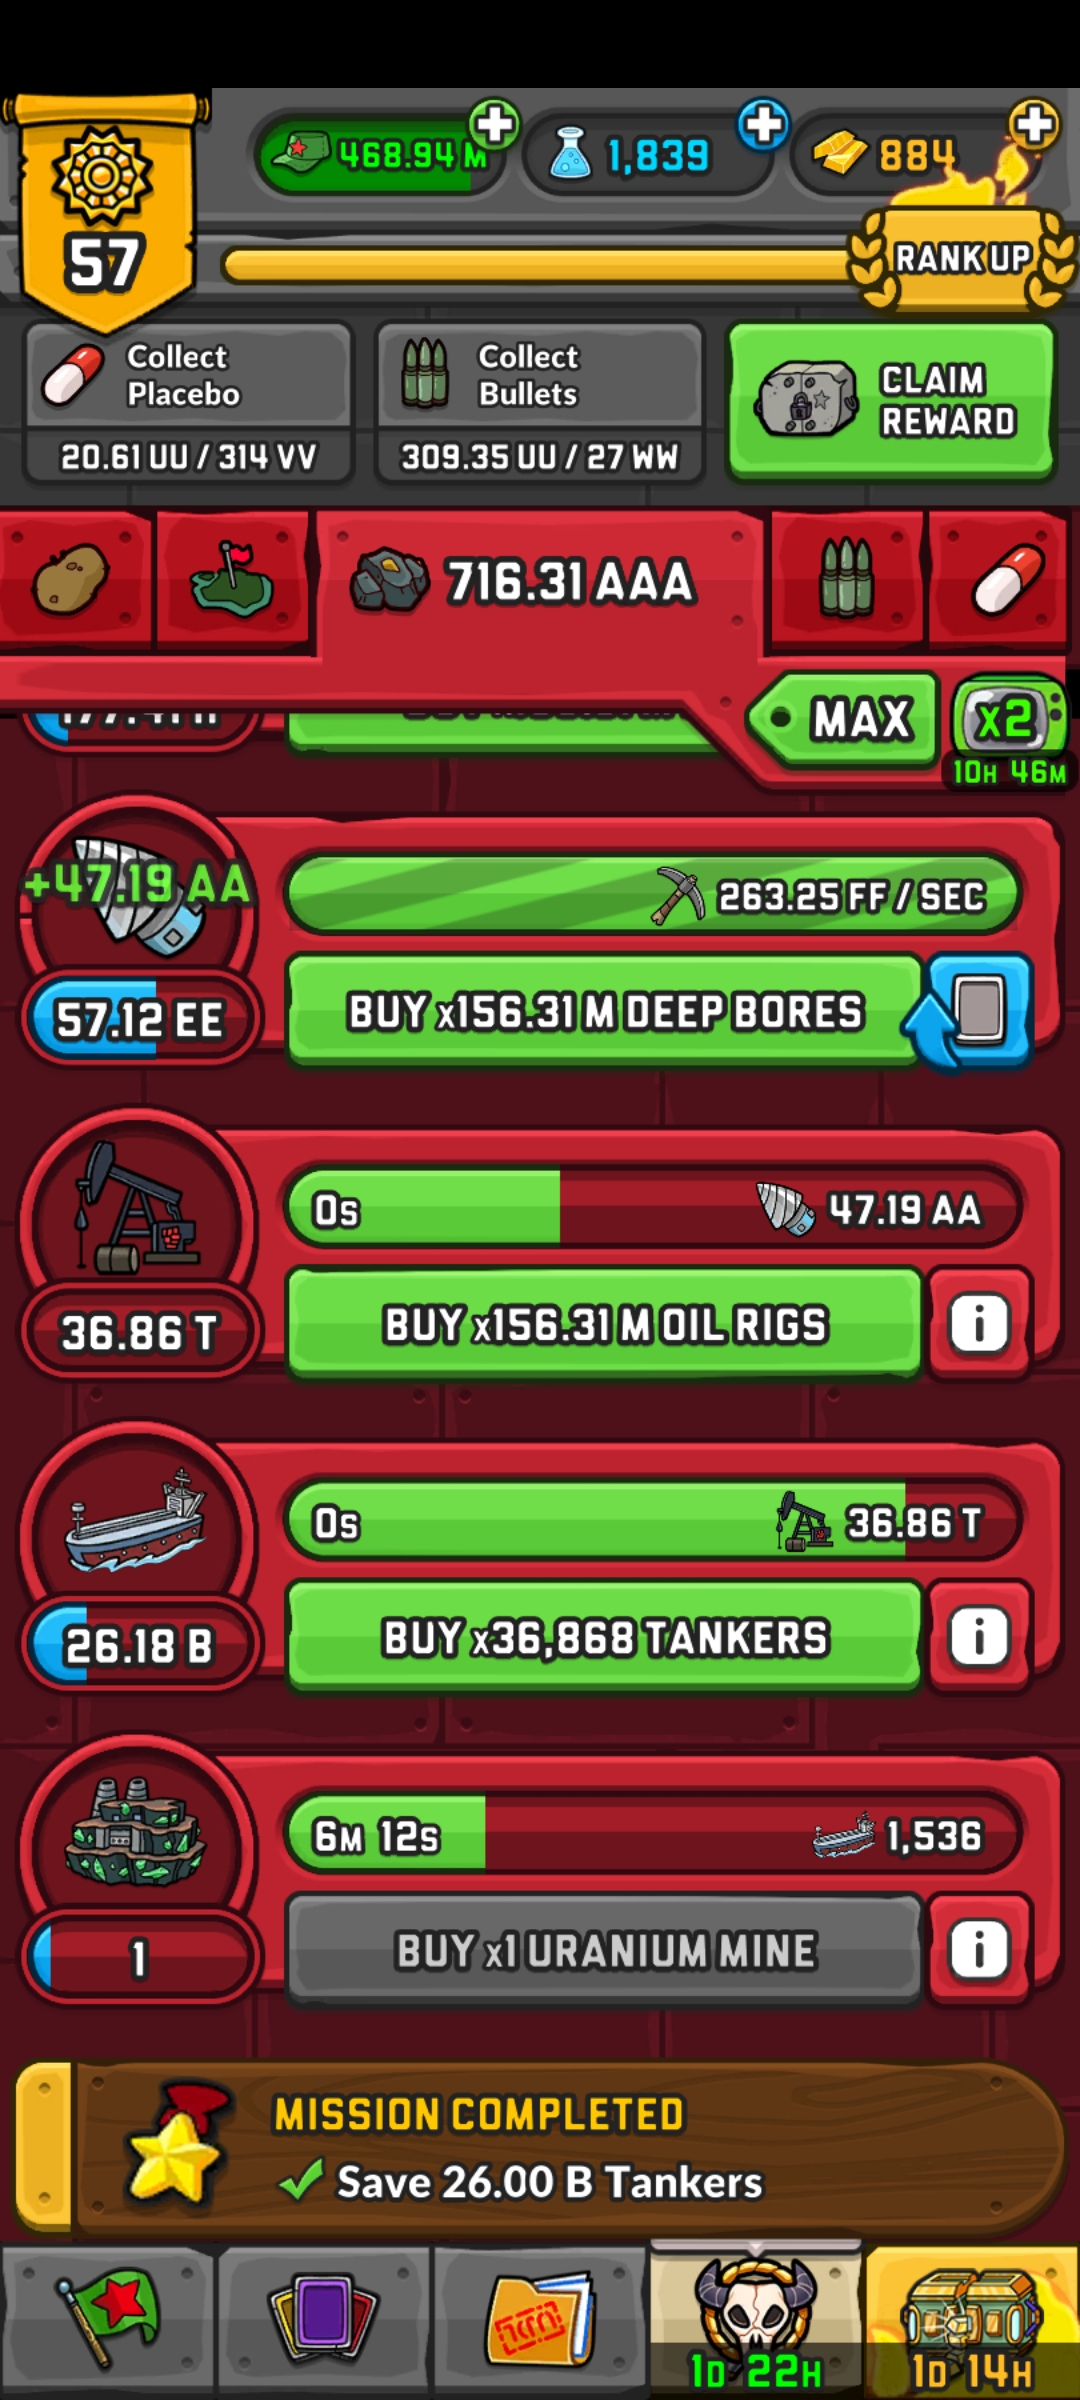 468.94 M
1,839
884
57
RANK UP
Collect
Placebo
20.61 UU / 314 VV
Collect
Bullets
309.35 UU / 27 WW
CLAIM
REWARD
716.31 AAA
MAX
x2
10H 46M
+47.19 AA
263.25 FF / SEC
57.12 EE
BUY x156.31 M DEEP BORES
0s
47.19 AA
36.86 T
BUY x156.31 M OIL RIGS
0s
36.86 T
26.18 B
BUY x36,868 TANKERS
6M 12s
1,536
1
BUY x1 URANIUM MINE
MISSION COMPLETED
Save 26.00 B Tankers
1D 22H
1D 14H